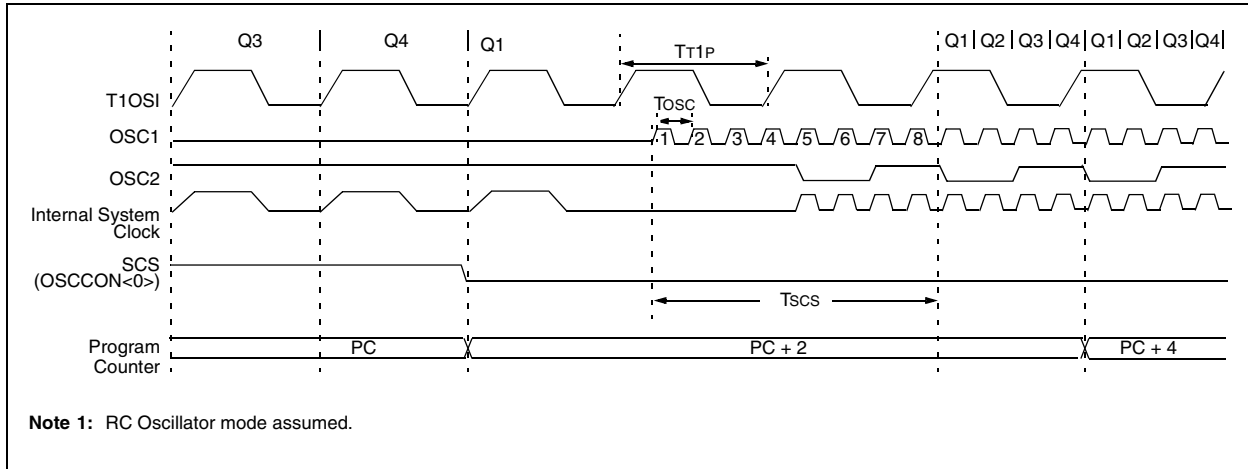 Q3 Q4 Q1 Q1 Q2 Q3 Q4 Q1 Q2 Q3 Q4
TT1P
T1OSI
TOSC
OSC1 1 2 3 4 5 6 7 8
OSC2
Internal System
Clock
SCS
(OSCCON<0>)
TSCS
Program
Counter
PC PC + 2 PC + 4
Note 1: RC Oscillator mode assumed.